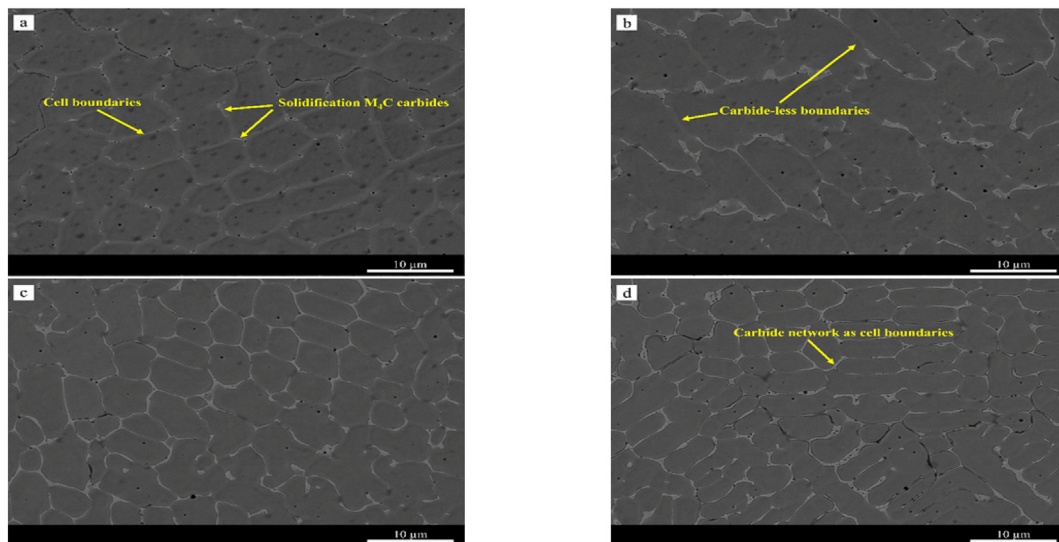 a
Cell boundaries
Solidification M₄C carbides
10 μm
b
Carbide-less boundaries
10 μm
c
10 μm
d
Carbide network as cell boundaries
10 μm